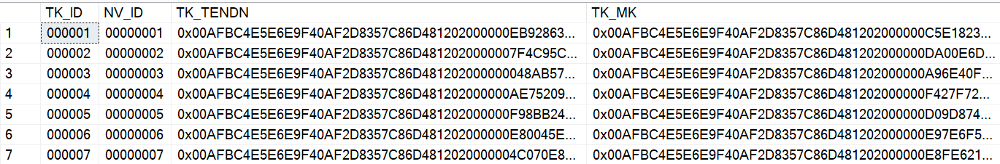 TK_ID NV_ID TK_TENDN TK_MK
1 000001 00000001 0x00AFBC4E5E6E9F40AF2D8357C86D481202000000EB92863... 0x00AFBC4E5E6E9F40AF2D8357C86D481202000000C5E1823...
2 000002 00000002 0x00AFBC4E5E6E9F40AF2D8357C86D4812020000007F4C95C... 0x00AFBC4E5E6E9F40AF2D8357C86D481202000000DA00E6D...
3 000003 00000003 0x00AFBC4E5E6E9F40AF2D8357C86D48120200000048AB57... 0x00AFBC4E5E6E9F40AF2D8357C86D481202000000A96E40F...
4 000004 00000004 0x00AFBC4E5E6E9F40AF2D8357C86D481202000000AE75209... 0x00AFBC4E5E6E9F40AF2D8357C86D481202000000F427F72...
5 000005 00000005 0x00AFBC4E5E6E9F40AF2D8357C86D481202000000F98BB24... 0x00AFBC4E5E6E9F40AF2D8357C86D481202000000D09D874...
6 000006 00000006 0x00AFBC4E5E6E9F40AF2D8357C86D481202000000E80045E... 0x00AFBC4E5E6E9F40AF2D8357C86D481202000000E97E6F5...
7 000007 00000007 0x00AFBC4E5E6E9F40AF2D8357C86D4812020000004C070E8... 0x00AFBC4E5E6E9F40AF2D8357C86D481202000000E8FE621...